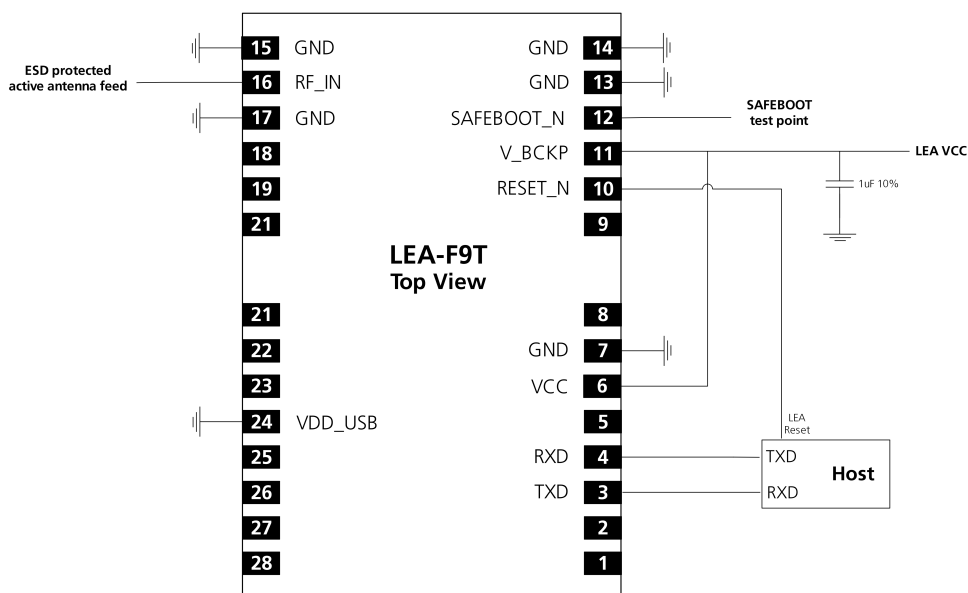 15 GND GND 14
ESD protected
active antenna feed
16 RF_IN GND 13
17 GND SAFEBOOT_N 12
SAFEBOOT
test point
18 V_BCKP 11 LEA VCC
1uF 10%
19 RESET_N 10
21 9
LEA-F9T
Top View
21 8
22 GND 7
23 VCC 6
24 VDD_USB 5
LEA
Reset
25 RXD 4 TXD
Host
26 TXD 3 RXD
27 2
28 1